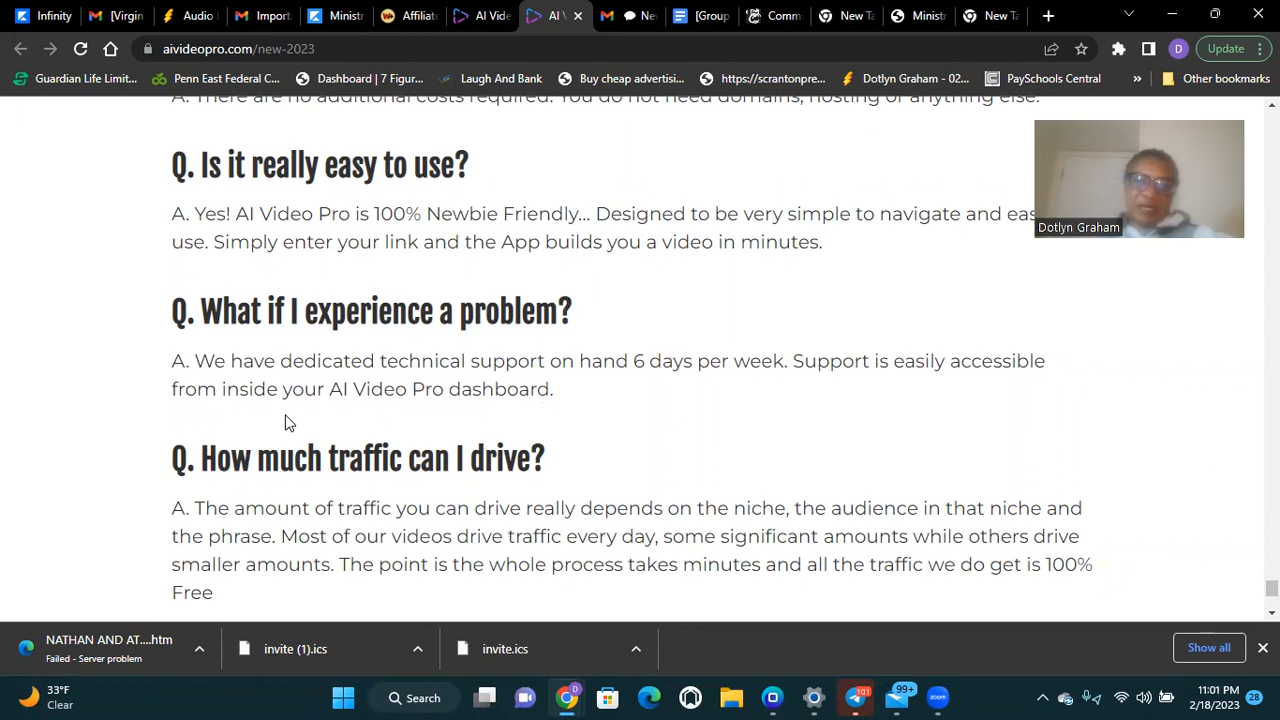 Infinity
[Virgin
Audio
Import
Ministr
Affiliate
AI Vide
AI V
Ne
[Group
Comm
New Ta
Ministr
New Ta
aivideopro.com/new-2023
D
Update
Guardian Life Limit...
Penn East Federal C...
Dashboard | 7 Figur...
Laugh And Bank
Buy cheap advertisi...
https://scrantonpre...
Dotlyn Graham - 02...
PaySchools Central
»
Other bookmarks
A. There are no additional costs required. You do not need domains, hosting or anything else.
Q. Is it really easy to use?
A. Yes! AI Video Pro is 100% Newbie Friendly... Designed to be very simple to navigate and eas
use. Simply enter your link and the App builds you a video in minutes.
Dotlyn Graham
Q. What if I experience a problem?
A. We have dedicated technical support on hand 6 days per week. Support is easily accessible
from inside your AI Video Pro dashboard.
Q. How much traffic can I drive?
A. The amount of traffic you can drive really depends on the niche, the audience in that niche and
the phrase. Most of our videos drive traffic every day, some significant amounts while others drive
smaller amounts. The point is the whole process takes minutes and all the traffic we do get is 100%
Free
NATHAN AND AT....htm
Failed - Server problem
invite (1).ics
invite.ics
Show all
33°F
Clear
Search
D
101
99+
zoom
11:01 PM
2/18/2023
28